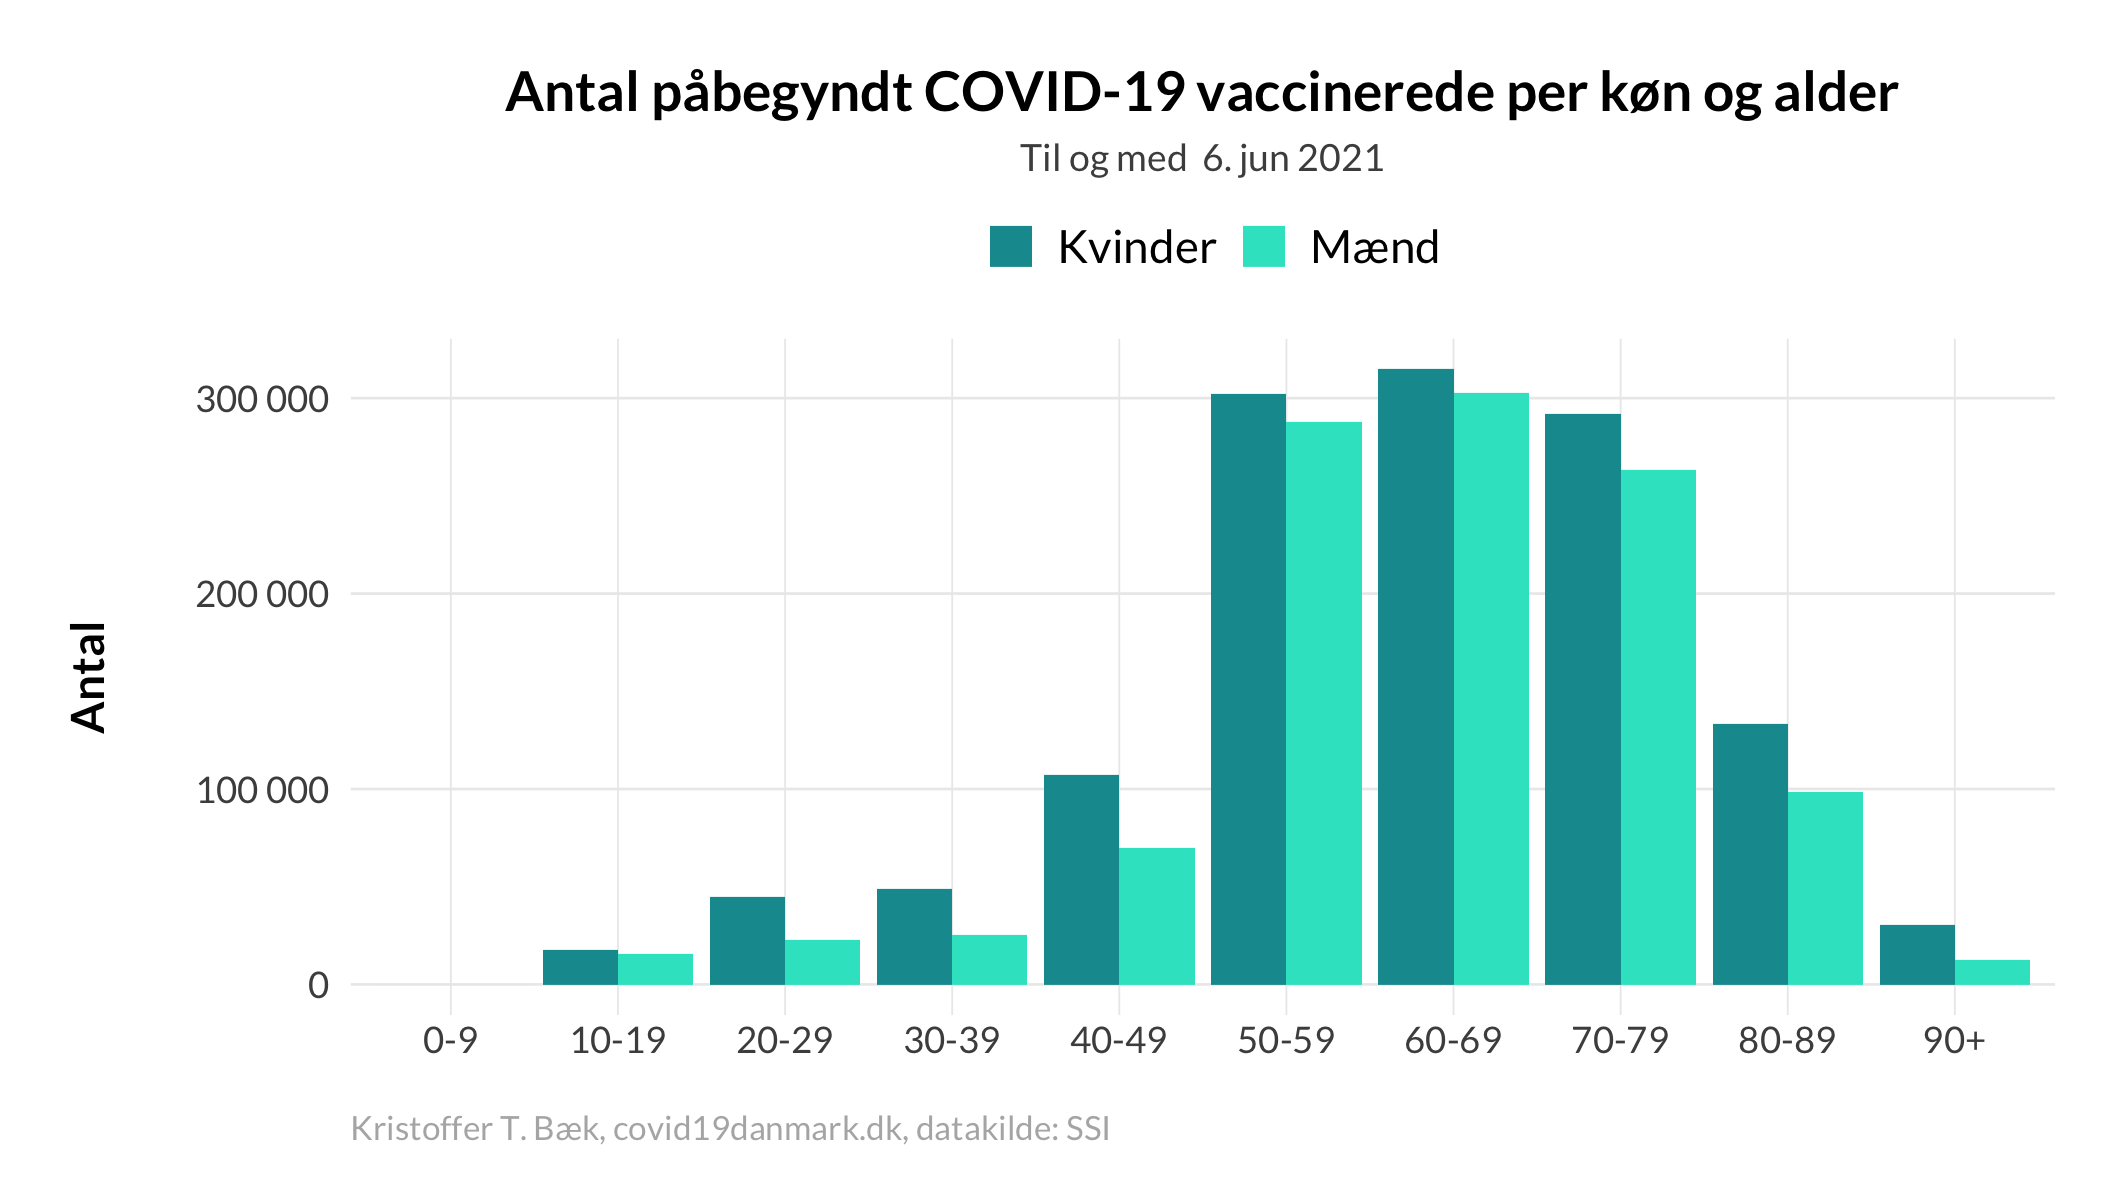 Antal påbegyndt COVID-19 vaccinerede per køn og alder
Til og med  6. jun 2021
Kvinder Mænd
300 000
200 000
100 000
0
Antal
0-9 10-19 20-29 30-39 40-49 50-59 60-69 70-79 80-89 90+
Kristoffer T. Bæk, covid19danmark.dk, datakilde: SSI